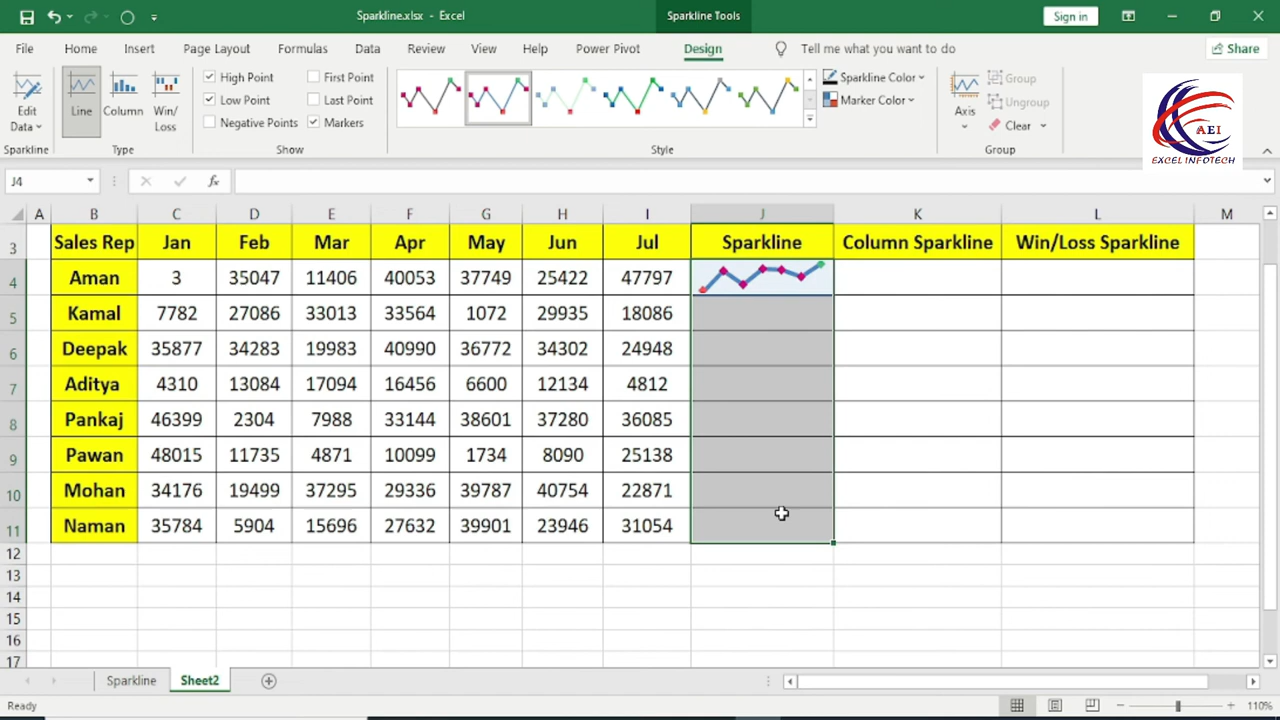 Sparkline.xlsx - Excel
Sparkline Tools
Sign in
File Home Insert Page Layout Formulas Data Review View Help Power Pivot Design Tell me what you want to do Share
Edit Data
Line
Column
Win/ Loss
High Point First Point
Low Point Last Point
Negative Points Markers
Sparkline Color
Marker Color
Axis
Group
Ungroup
Clear
Sparkline Type Show Style Group
AEI
EXCEL INFOTECH
J4 fx
A B C D E F G H I J K L M
3 Sales Rep Jan Feb Mar Apr May Jun Jul Sparkline Column Sparkline Win/Loss Sparkline
4 Aman 3 35047 11406 40053 37749 25422 47797
5 Kamal 7782 27086 33013 33564 1072 29935 18086
6 Deepak 35877 34283 19983 40990 36772 34302 24948
7 Aditya 4310 13084 17094 16456 6600 12134 4812
8 Pankaj 46399 2304 7988 33144 38601 37280 36085
9 Pawan 48015 11735 4871 10099 1734 8090 25138
10 Mohan 34176 19499 37295 29336 39787 40754 22871
11 Naman 35784 5904 15696 27632 39901 23946 31054
12
13
14
15
16
17
Sparkline Sheet2
Ready 110%